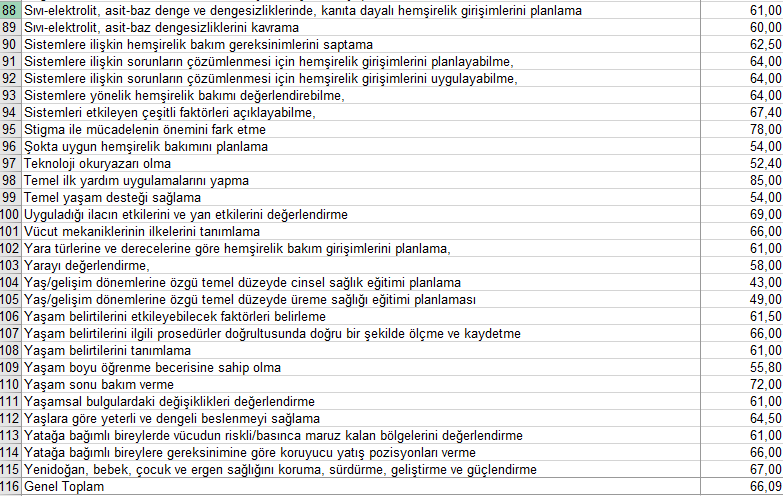 88 Sıvı-elektrolit, asit-baz denge ve dengesizliklerinde, kanıta dayalı hemşirelik girişimlerini planlama 61,00
89 Sıvı-elektrolit, asit-baz dengesizliklerini kavrama 60,00
90 Sistemlere ilişkin hemşirelik bakım gereksinimlerini saptama 62,50
91 Sistemlere ilişkin sorunların çözümlenmesi için hemşirelik girişimlerini planlayabilme, 64,00
92 Sistemlere ilişkin sorunların çözümlenmesi için hemşirelik girişimlerini uygulayabilme, 64,00
93 Sistemlere yönelik hemşirelik bakımı değerlendirebilme, 64,00
94 Sistemleri etkileyen çeşitli faktörleri açıklayabilme, 67,40
95 Stigma ile mücadelenin önemini fark etme 78,00
96 Şokta uygun hemşirelik bakımını planlama 54,00
97 Teknoloji okuryazarı olma 52,40
98 Temel ilk yardım uygulamalarını yapma 85,00
99 Temel yaşam desteği sağlama 54,00
100 Uyguladığı ilacın etkilerini ve yan etkilerini değerlendirme 69,00
101 Vücut mekaniklerinin ilkelerini tanımlama 66,00
102 Yara türlerine ve derecelerine göre hemşirelik bakım girişimlerini planlama, 61,00
103 Yarayı değerlendirme, 58,00
104 Yaş/gelişim dönemlerine özgü temel düzeyde cinsel sağlık eğitimi planlama 43,00
105 Yaş/gelişim dönemlerine özgü temel düzeyde üreme sağlığı eğitimi planlaması 49,00
106 Yaşam belirtilerini etkileyebilecek faktörleri belirleme 61,50
107 Yaşam belirtilerini ilgili prosedürler doğrultusunda doğru bir şekilde ölçme ve kaydetme 66,00
108 Yaşam belirtilerini tanımlama 61,00
109 Yaşam boyu öğrenme becerisine sahip olma 55,80
110 Yaşam sonu bakım verme 72,00
111 Yaşamsal bulgulardaki değişiklikleri değerlendirme 61,00
112 Yaşlara göre yeterli ve dengeli beslenmeyi sağlama 64,50
113 Yatağa bağımlı bireylerde vücudun riskli/basınca maruz kalan bölgelerini değerlendirme 61,00
114 Yatağa bağımlı bireylere gereksinimine göre koruyucu yatış pozisyonları verme 66,00
115 Yenidoğan, bebek, çocuk ve ergen sağlığını koruma, sürdürme, geliştirme ve güçlendirme 67,00
116 Genel Toplam 66,09